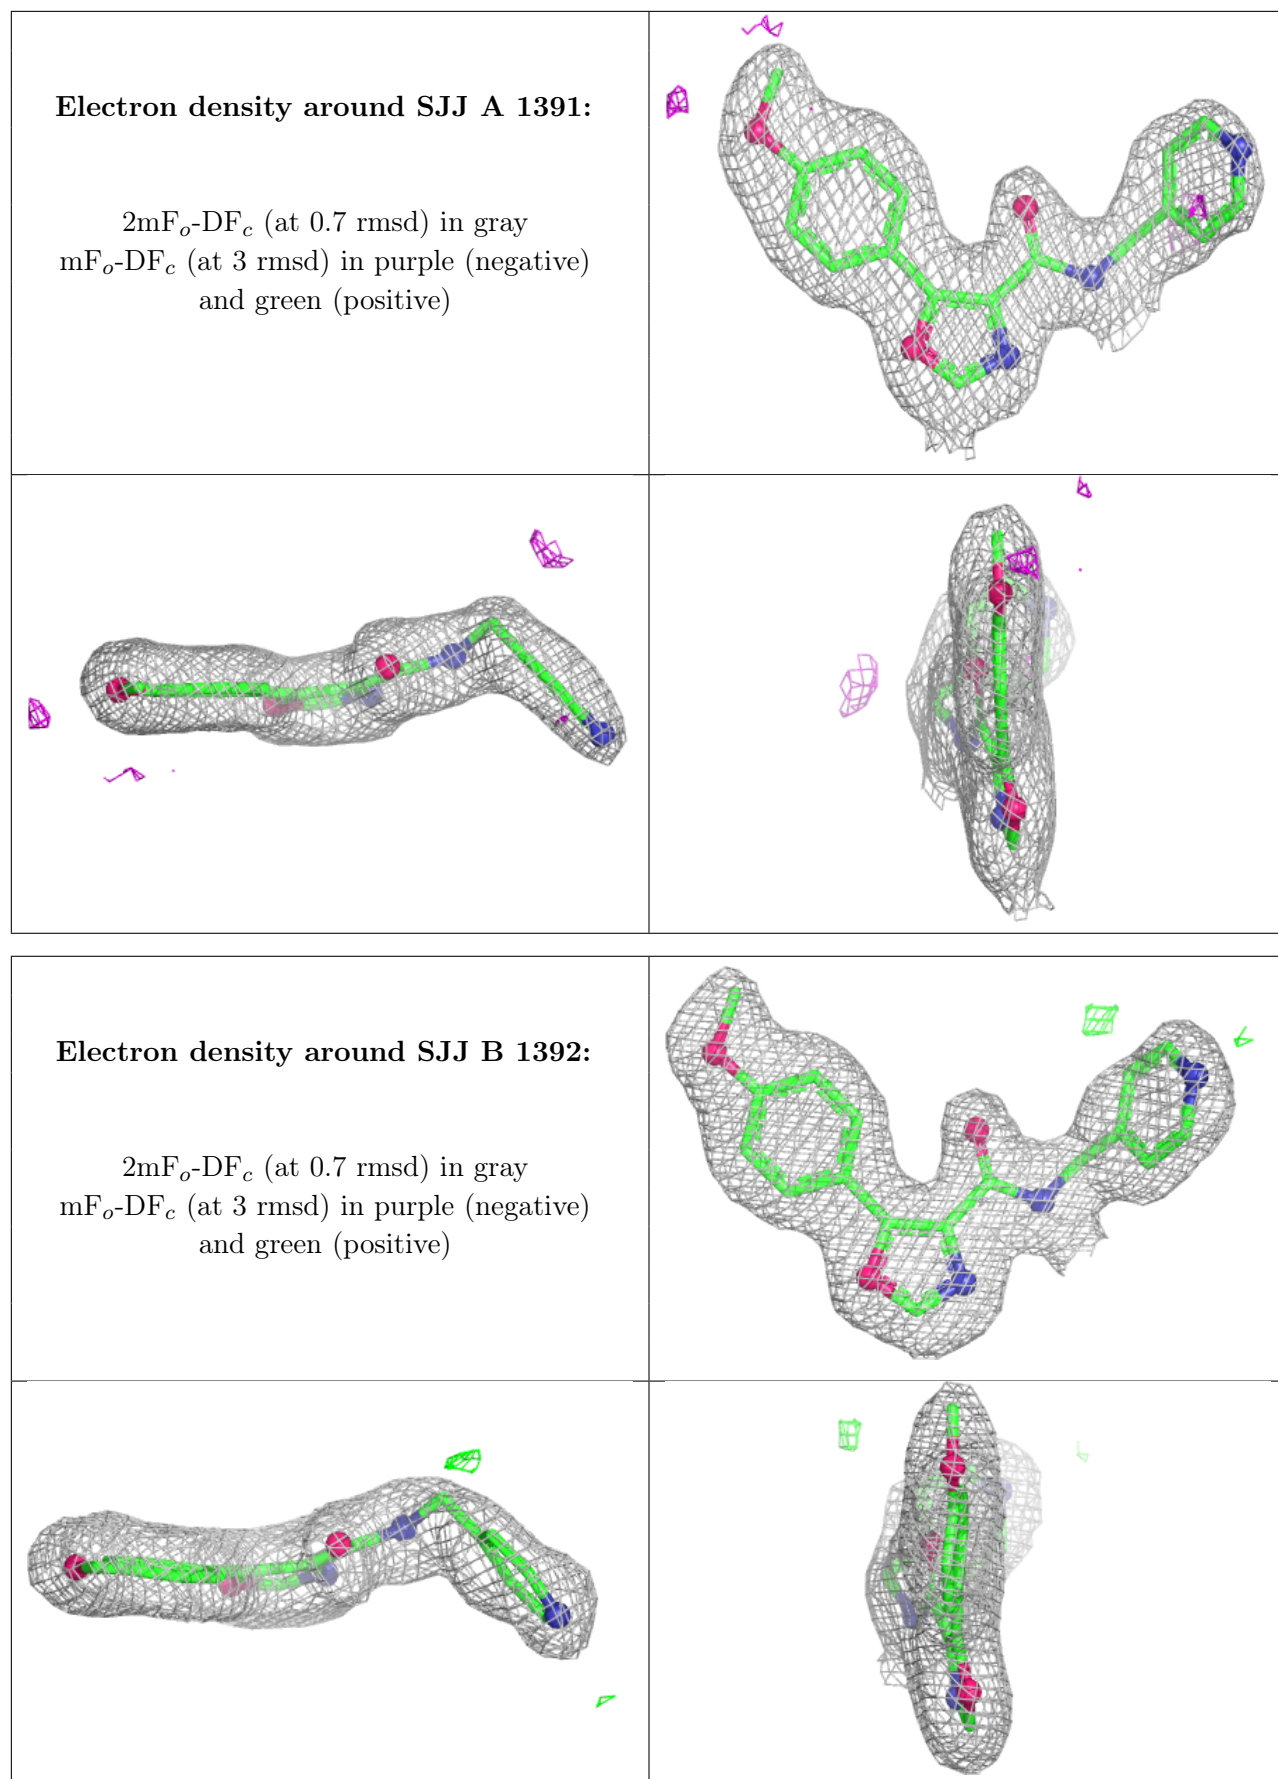 Electron density around SJJ A 1391:
2mFₒ-DF𝒸 (at 0.7 rmsd) in gray
mFₒ-DF𝒸 (at 3 rmsd) in purple (negative)
and green (positive)
Electron density around SJJ B 1392:
2mFₒ-DF𝒸 (at 0.7 rmsd) in gray
mFₒ-DF𝒸 (at 3 rmsd) in purple (negative)
and green (positive)